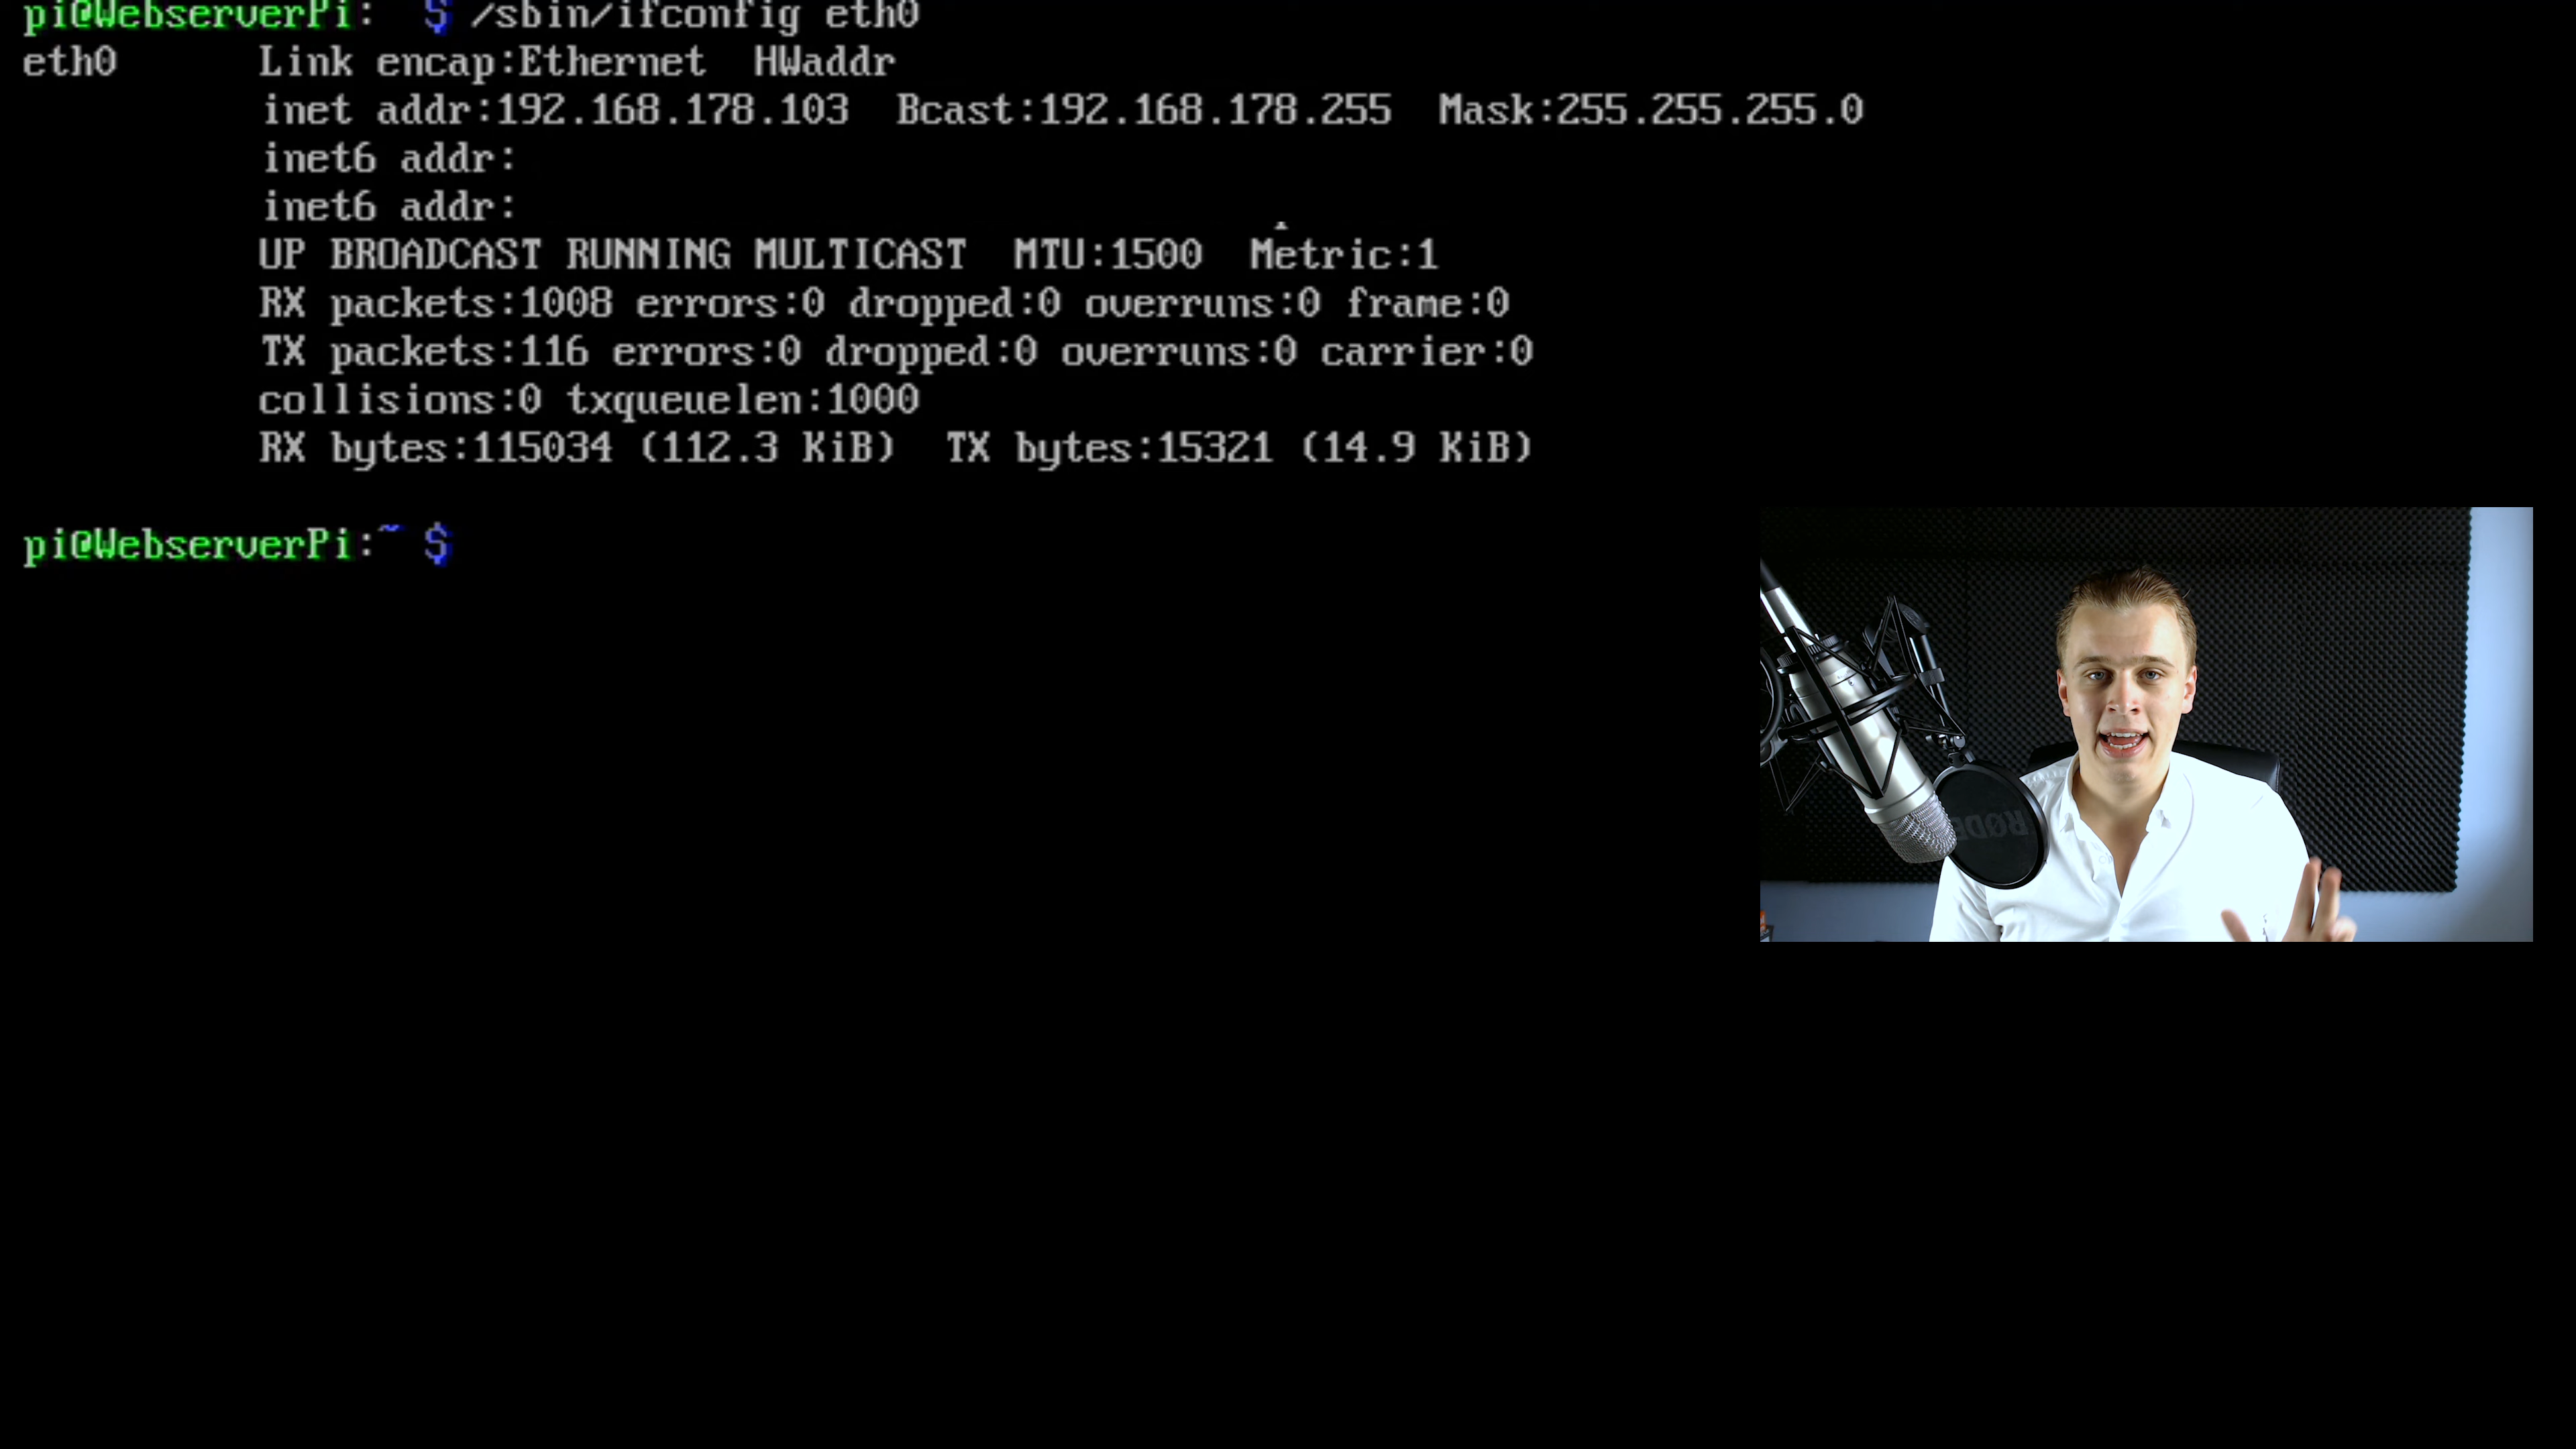 pi@WebserverPi:  $ /sbin/ifconfig eth0
eth0      Link encap:Ethernet  HWaddr
inet addr:192.168.178.103  Bcast:192.168.178.255  Mask:255.255.255.0
inet6 addr:
inet6 addr:
UP BROADCAST RUNNING MULTICAST  MTU:1500  Metric:1
RX packets:1008 errors:0 dropped:0 overruns:0 frame:0
TX packets:116 errors:0 dropped:0 overruns:0 carrier:0
collisions:0 txqueuelen:1000
RX bytes:115034 (112.3 KiB)  TX bytes:15321 (14.9 KiB)
pi@WebserverPi:~ $
RØDE